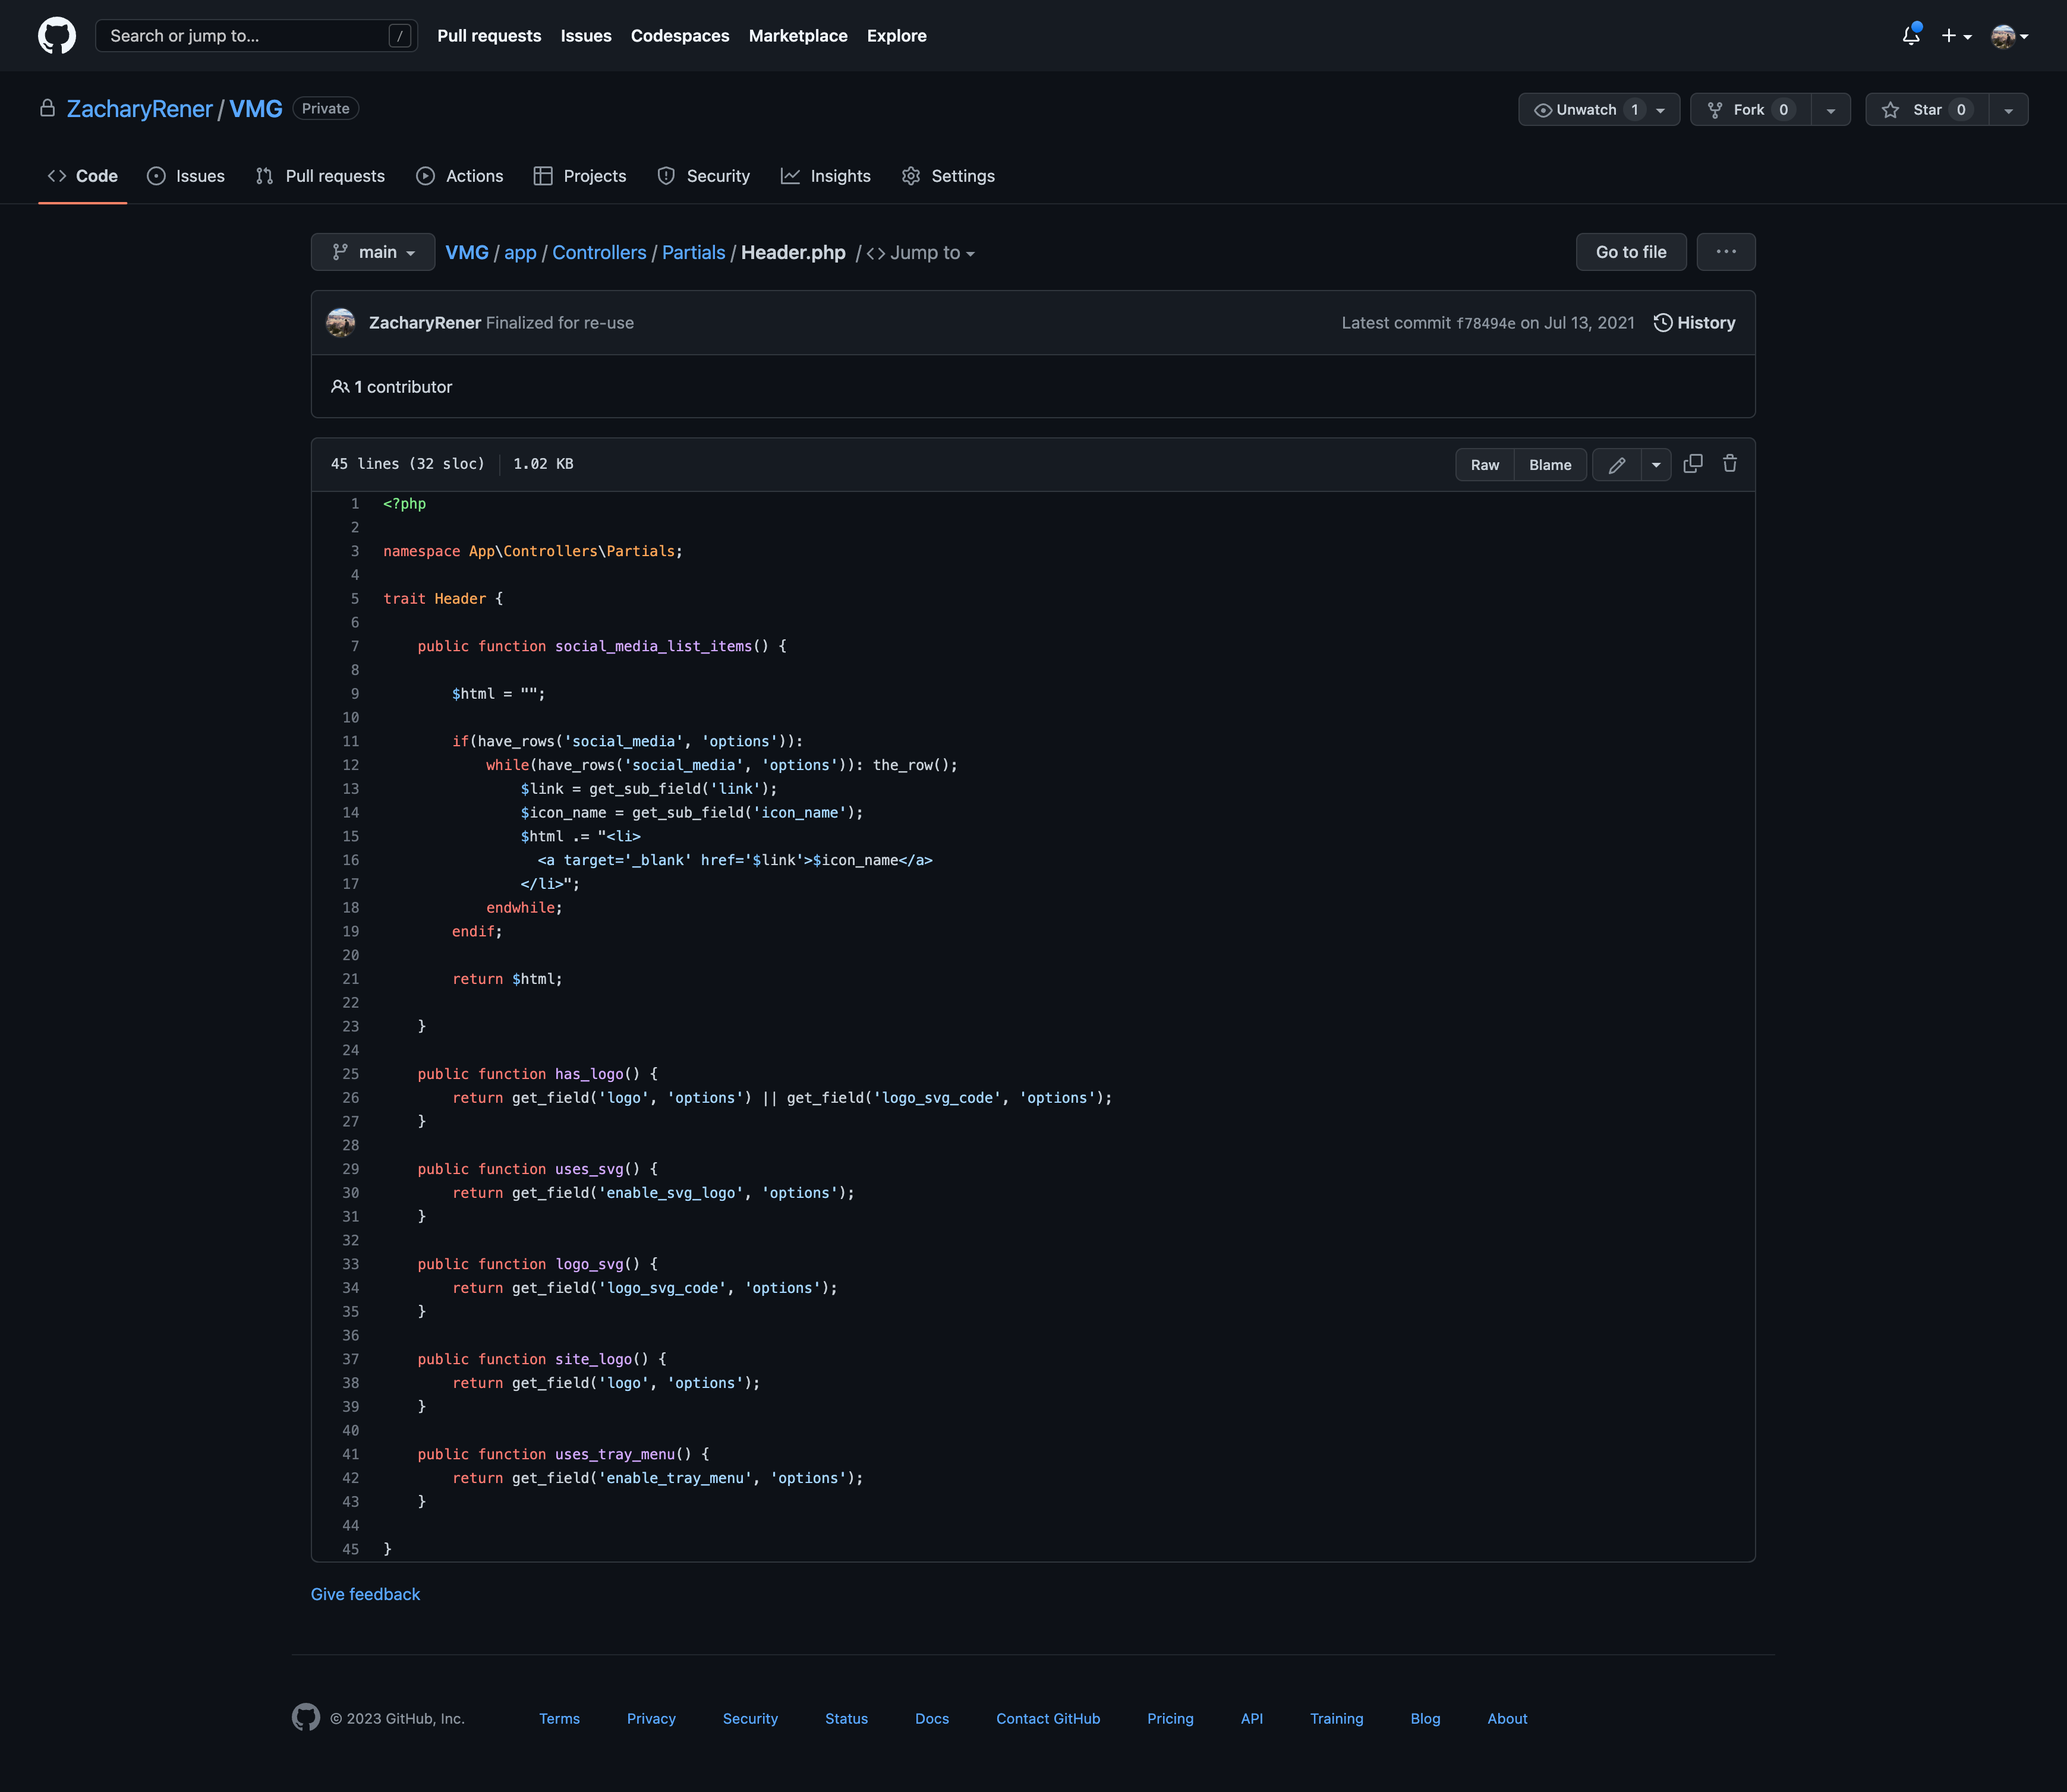 Search or jump to... / Pull requests Issues Codespaces Marketplace Explore
ZacharyRener / VMG Private Unwatch 1 Fork 0 Star 0
Code Issues Pull requests Actions Projects Security Insights Settings
main VMG / app / Controllers / Partials / Header.php / <> Jump to Go to file ...
ZacharyRener Finalized for re-use Latest commit f78494e on Jul 13, 2021 History
1 contributor
45 lines (32 sloc) 1.02 KB Raw Blame
1 <?php
2
3 namespace App\Controllers\Partials;
4
5 trait Header {
6
7     public function social_media_list_items() {
8
9         $html = "";
10
11         if(have_rows('social_media', 'options')):
12             while(have_rows('social_media', 'options')): the_row();
13                 $link = get_sub_field('link');
14                 $icon_name = get_sub_field('icon_name');
15                 $html .= "<li>
16                   <a target='_blank' href='$link'>$icon_name</a>
17                 </li>";
18             endwhile;
19         endif;
20
21         return $html;
22
23     }
24
25     public function has_logo() {
26         return get_field('logo', 'options') || get_field('logo_svg_code', 'options');
27     }
28
29     public function uses_svg() {
30         return get_field('enable_svg_logo', 'options');
31     }
32
33     public function logo_svg() {
34         return get_field('logo_svg_code', 'options');
35     }
36
37     public function site_logo() {
38         return get_field('logo', 'options');
39     }
40
41     public function uses_tray_menu() {
42         return get_field('enable_tray_menu', 'options');
43     }
44
45 }
Give feedback
© 2023 GitHub, Inc. Terms Privacy Security Status Docs Contact GitHub Pricing API Training Blog About